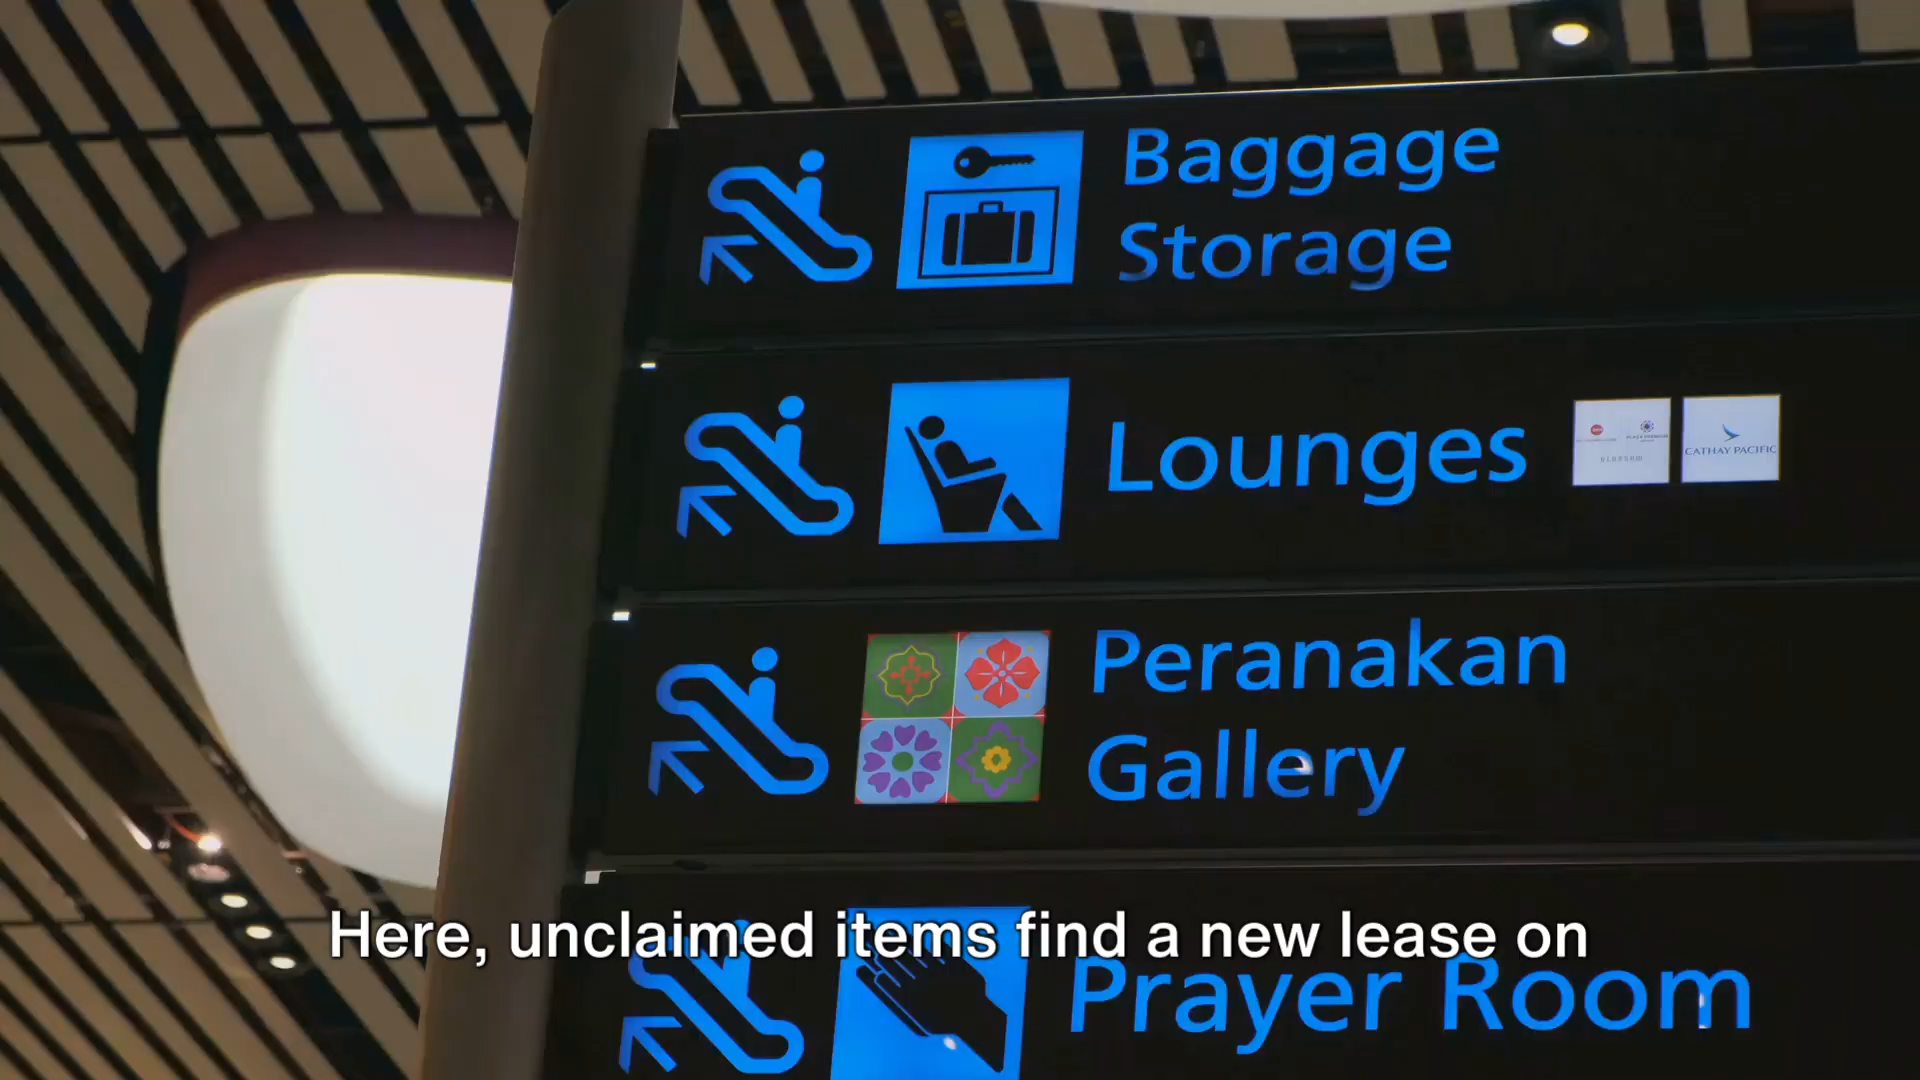 Baggage
Storage
Lounges
CATHAY PACIFIC
Peranakan
Gallery
Here, unclaimed items find a new lease on
Prayer Room